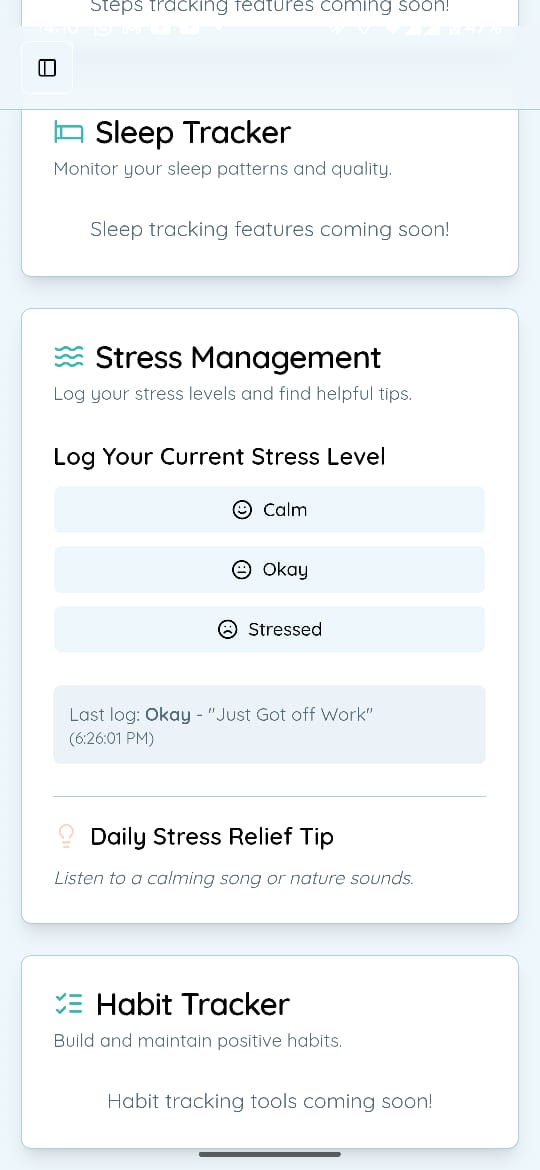 Steps tracking features coming soon!
Sleep Tracker
Monitor your sleep patterns and quality.
Sleep tracking features coming soon!
Stress Management
Log your stress levels and find helpful tips.
Log Your Current Stress Level
Calm
Okay
Stressed
Last log: Okay - "Just Got off Work"
(6:26:01 PM)
Daily Stress Relief Tip
Listen to a calming song or nature sounds.
Habit Tracker
Build and maintain positive habits.
Habit tracking tools coming soon!